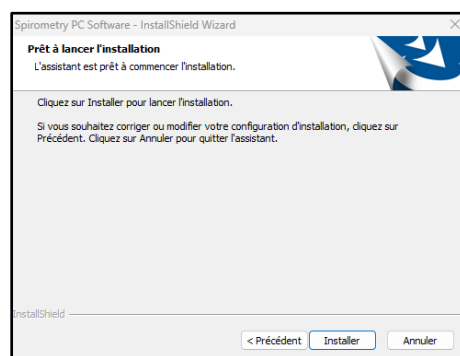 Spirometry PC Software - InstallShield Wizard
Prêt à lancer l'installation
L'assistant est prêt à commencer l'installation.
Cliquez sur Installer pour lancer l'installation.
Si vous souhaitez corriger ou modifier votre configuration d'installation, cliquez sur
Précédent. Cliquez sur Annuler pour quitter l'assistant.
InstallShield
< Précédent Installer Annuler